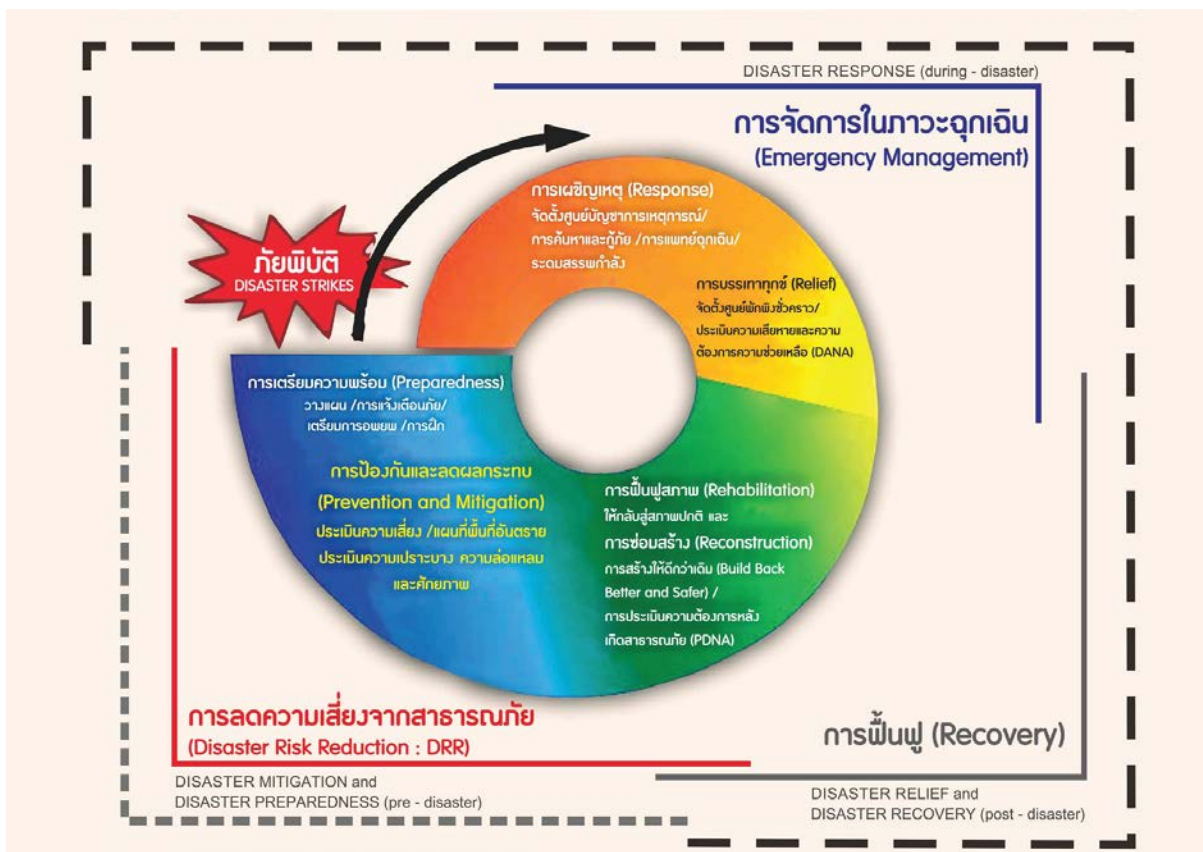 DISASTER RESPONSE (during - disaster)
การจัดการในภาวะฉุกเฉิน
(Emergency Management)
การเผชิญเหตุ (Response)
จัดตั้งศูนย์บัญชาการเหตุการณ์/
การค้นหาและกู้ภัย /การแพทย์ฉุกเฉิน/
ระดมสรรพกำลัง
ภัยพิบัติ
DISASTER STRIKES
การบรรเทาทุกข์ (Relief)
จัดตั้งศูนย์พักพิงชั่วคราว/
ประเมินความเสียหายและความ
ต้องการความช่วยเหลือ (DANA)
การเตรียมความพร้อม (Preparedness)
วางแผน /การแจ้งเตือนภัย/
เตรียมการอพยพ /การฝึก
การป้องกันและลดผลกระทบ
(Prevention and Mitigation)
ประเมินความเสี่ยง /แผนที่พื้นที่อันตราย
ประเมินความเปราะบาง ความล่อแหลม
และศักยภาพ
การฟื้นฟูสภาพ (Rehabilitation)
ให้กลับสู่สภาพปกติ และ
การซ่อมสร้าง (Reconstruction)
การสร้างให้ดีกว่าเดิม (Build Back
Better and Safer) /
การประเมินความต้องการหลัง
เกิดสาธารณภัย (PDNA)
การลดความเสี่ยงจากสาธารณภัย
(Disaster Risk Reduction : DRR)
การฟื้นฟู (Recovery)
DISASTER MITIGATION and
DISASTER PREPAREDNESS (pre - disaster)
DISASTER RELIEF and
DISASTER RECOVERY (post - disaster)